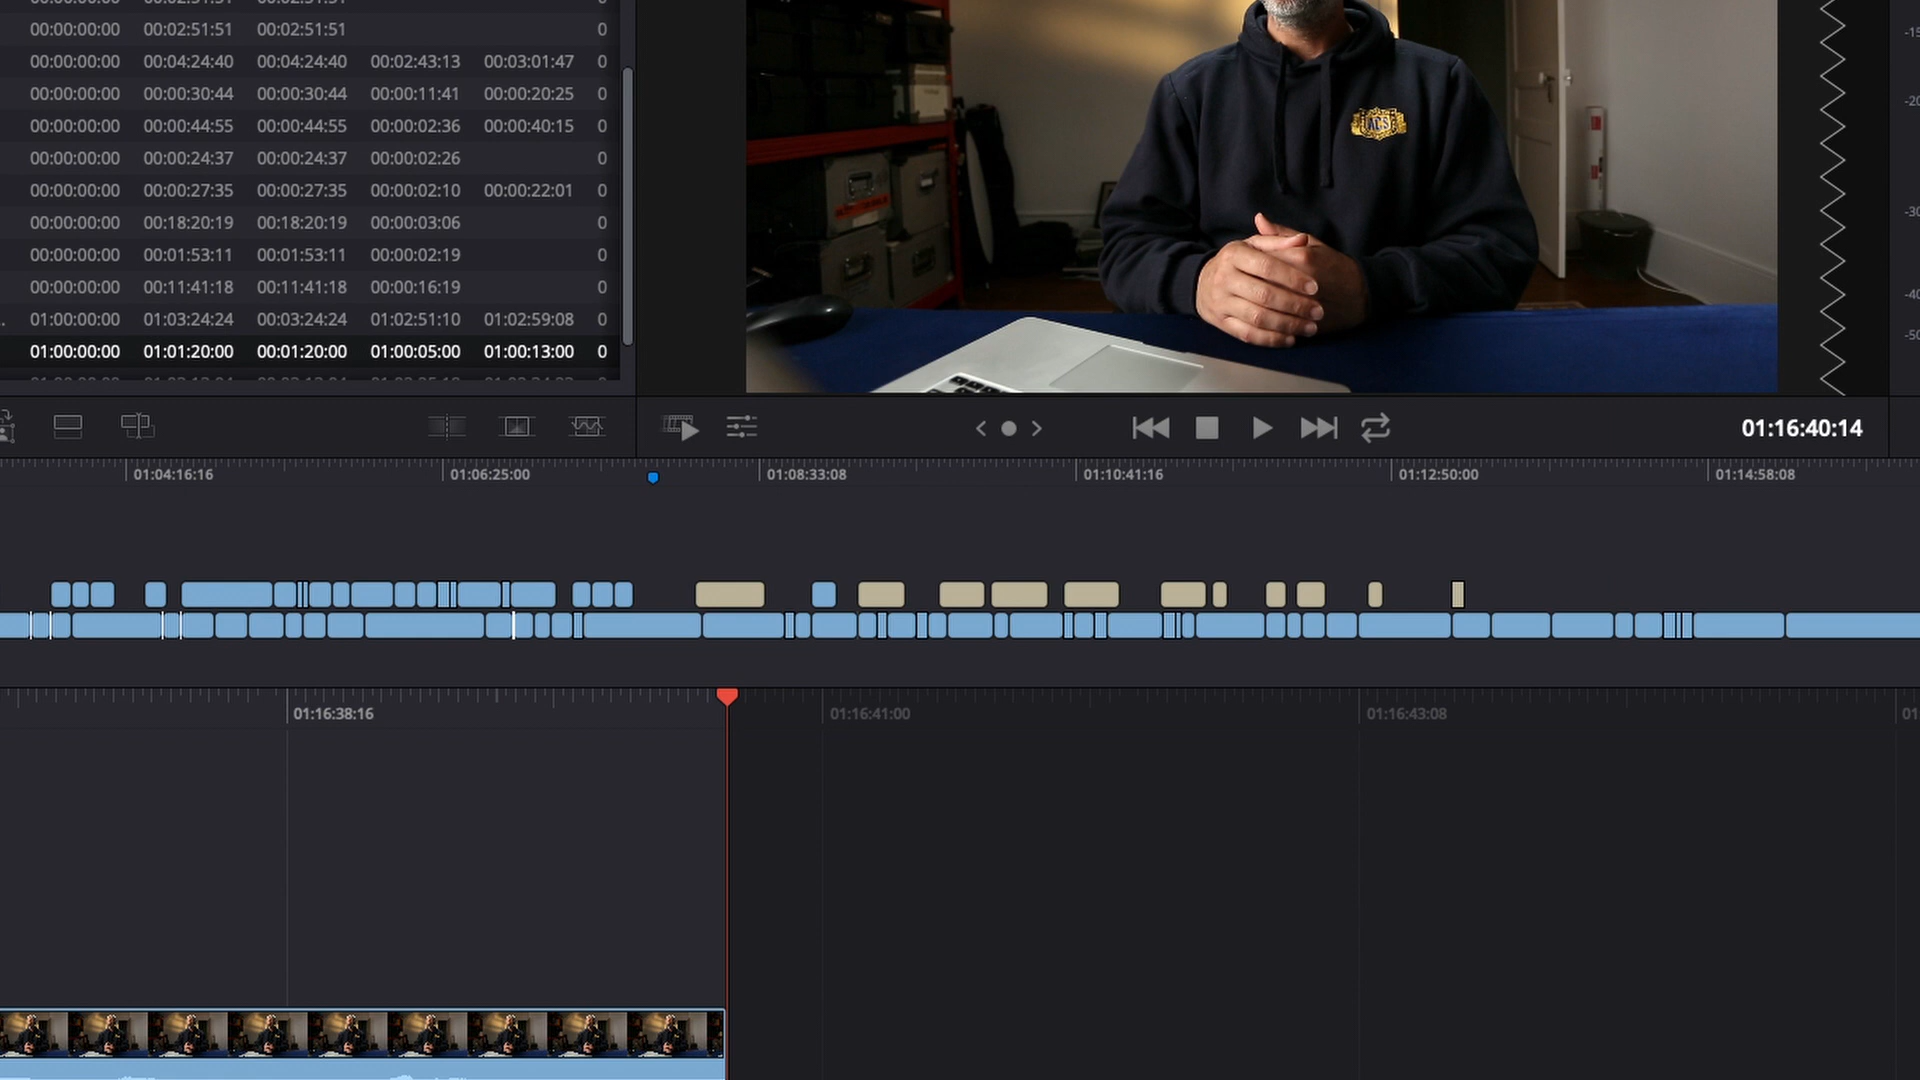 00:00:00:00 00:02:51:51 00:02:51:51 0
00:00:00:00 00:04:24:40 00:04:24:40 00:02:43:13 00:03:01:47 0
00:00:00:00 00:00:30:44 00:00:30:44 00:00:11:41 00:00:20:25 0
00:00:00:00 00:00:44:55 00:00:44:55 00:00:02:36 00:00:40:15 0
00:00:00:00 00:00:24:37 00:00:24:37 00:00:02:26 0
00:00:00:00 00:00:27:35 00:00:27:35 00:00:02:10 00:00:22:01 0
00:00:00:00 00:18:20:19 00:18:20:19 00:00:03:06 0
00:00:00:00 00:01:53:11 00:01:53:11 00:00:02:19 0
00:00:00:00 00:11:41:18 00:11:41:18 00:00:16:19 0
01:00:00:00 01:03:24:24 00:03:24:24 01:02:51:10 01:02:59:08 0
01:00:00:00 01:01:20:00 00:01:20:00 01:00:05:00 01:00:13:00 0
ACS
-15
-20
-30
-40
-50
01:16:40:14
01:04:16:16 01:06:25:00 01:08:33:08 01:10:41:16 01:12:50:00 01:14:58:08
01:16:38:16 01:16:41:00 01:16:43:08